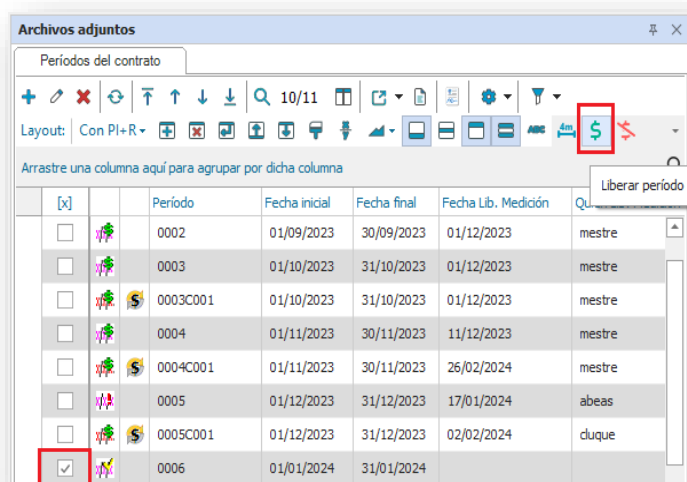 Archivos adjuntos
Períodos del contrato
10/11
Layout: Con PI+R
ABC 4m
Arrastre una columna aquí para agrupar por dicha columna
Liberar período
[x] Período Fecha inicial Fecha final Fecha Lib. Medición
0002 01/09/2023 30/09/2023 01/12/2023 mestre
0003 01/10/2023 31/10/2023 01/12/2023 mestre
0003C001 01/10/2023 31/10/2023 01/12/2023 mestre
0004 01/11/2023 30/11/2023 11/12/2023 mestre
0004C001 01/11/2023 30/11/2023 26/02/2024 mestre
0005 01/12/2023 31/12/2023 17/01/2024 abeas
0005C001 01/12/2023 31/12/2023 02/02/2024 cluque
0006 01/01/2024 31/01/2024